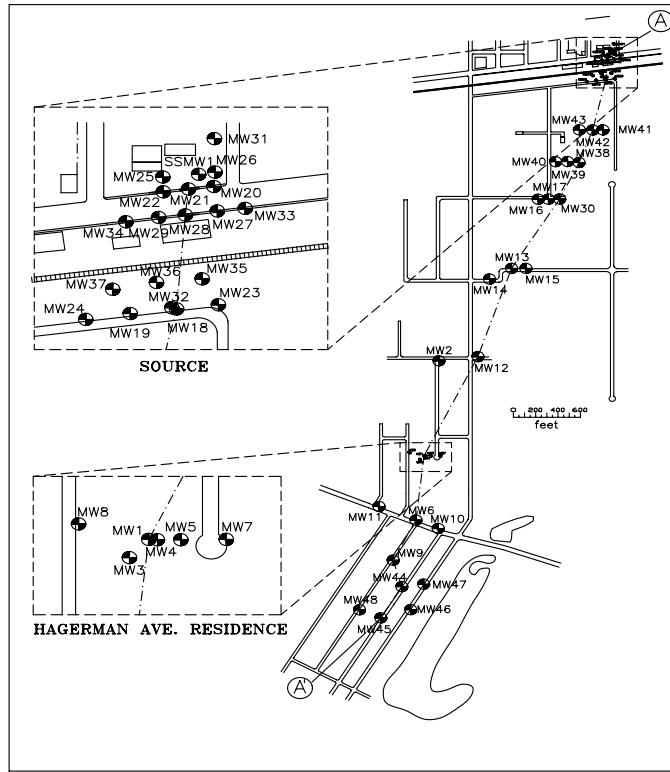 A
MW31
SSMW1 MW26
MW25
MW20
MW22 MW21
MW33
MW27
MW34 MW29 MW28
MW36 MW35
MW37
MW32 MW23
MW24
MW19 MW18
SOURCE
MW43 MW41
MW42
MW40 MW38
MW39
MW17
MW16 MW30
MW13
MW15
MW14
MW2
MW12
0 200 400 600
feet
MW8
MW1 MW5 MW7
MW4
MW3
HAGERMAN AVE. RESIDENCE
MW11 MW6
MW10
MW9
MW44 MW47
MW48 MW46
MW45
A'